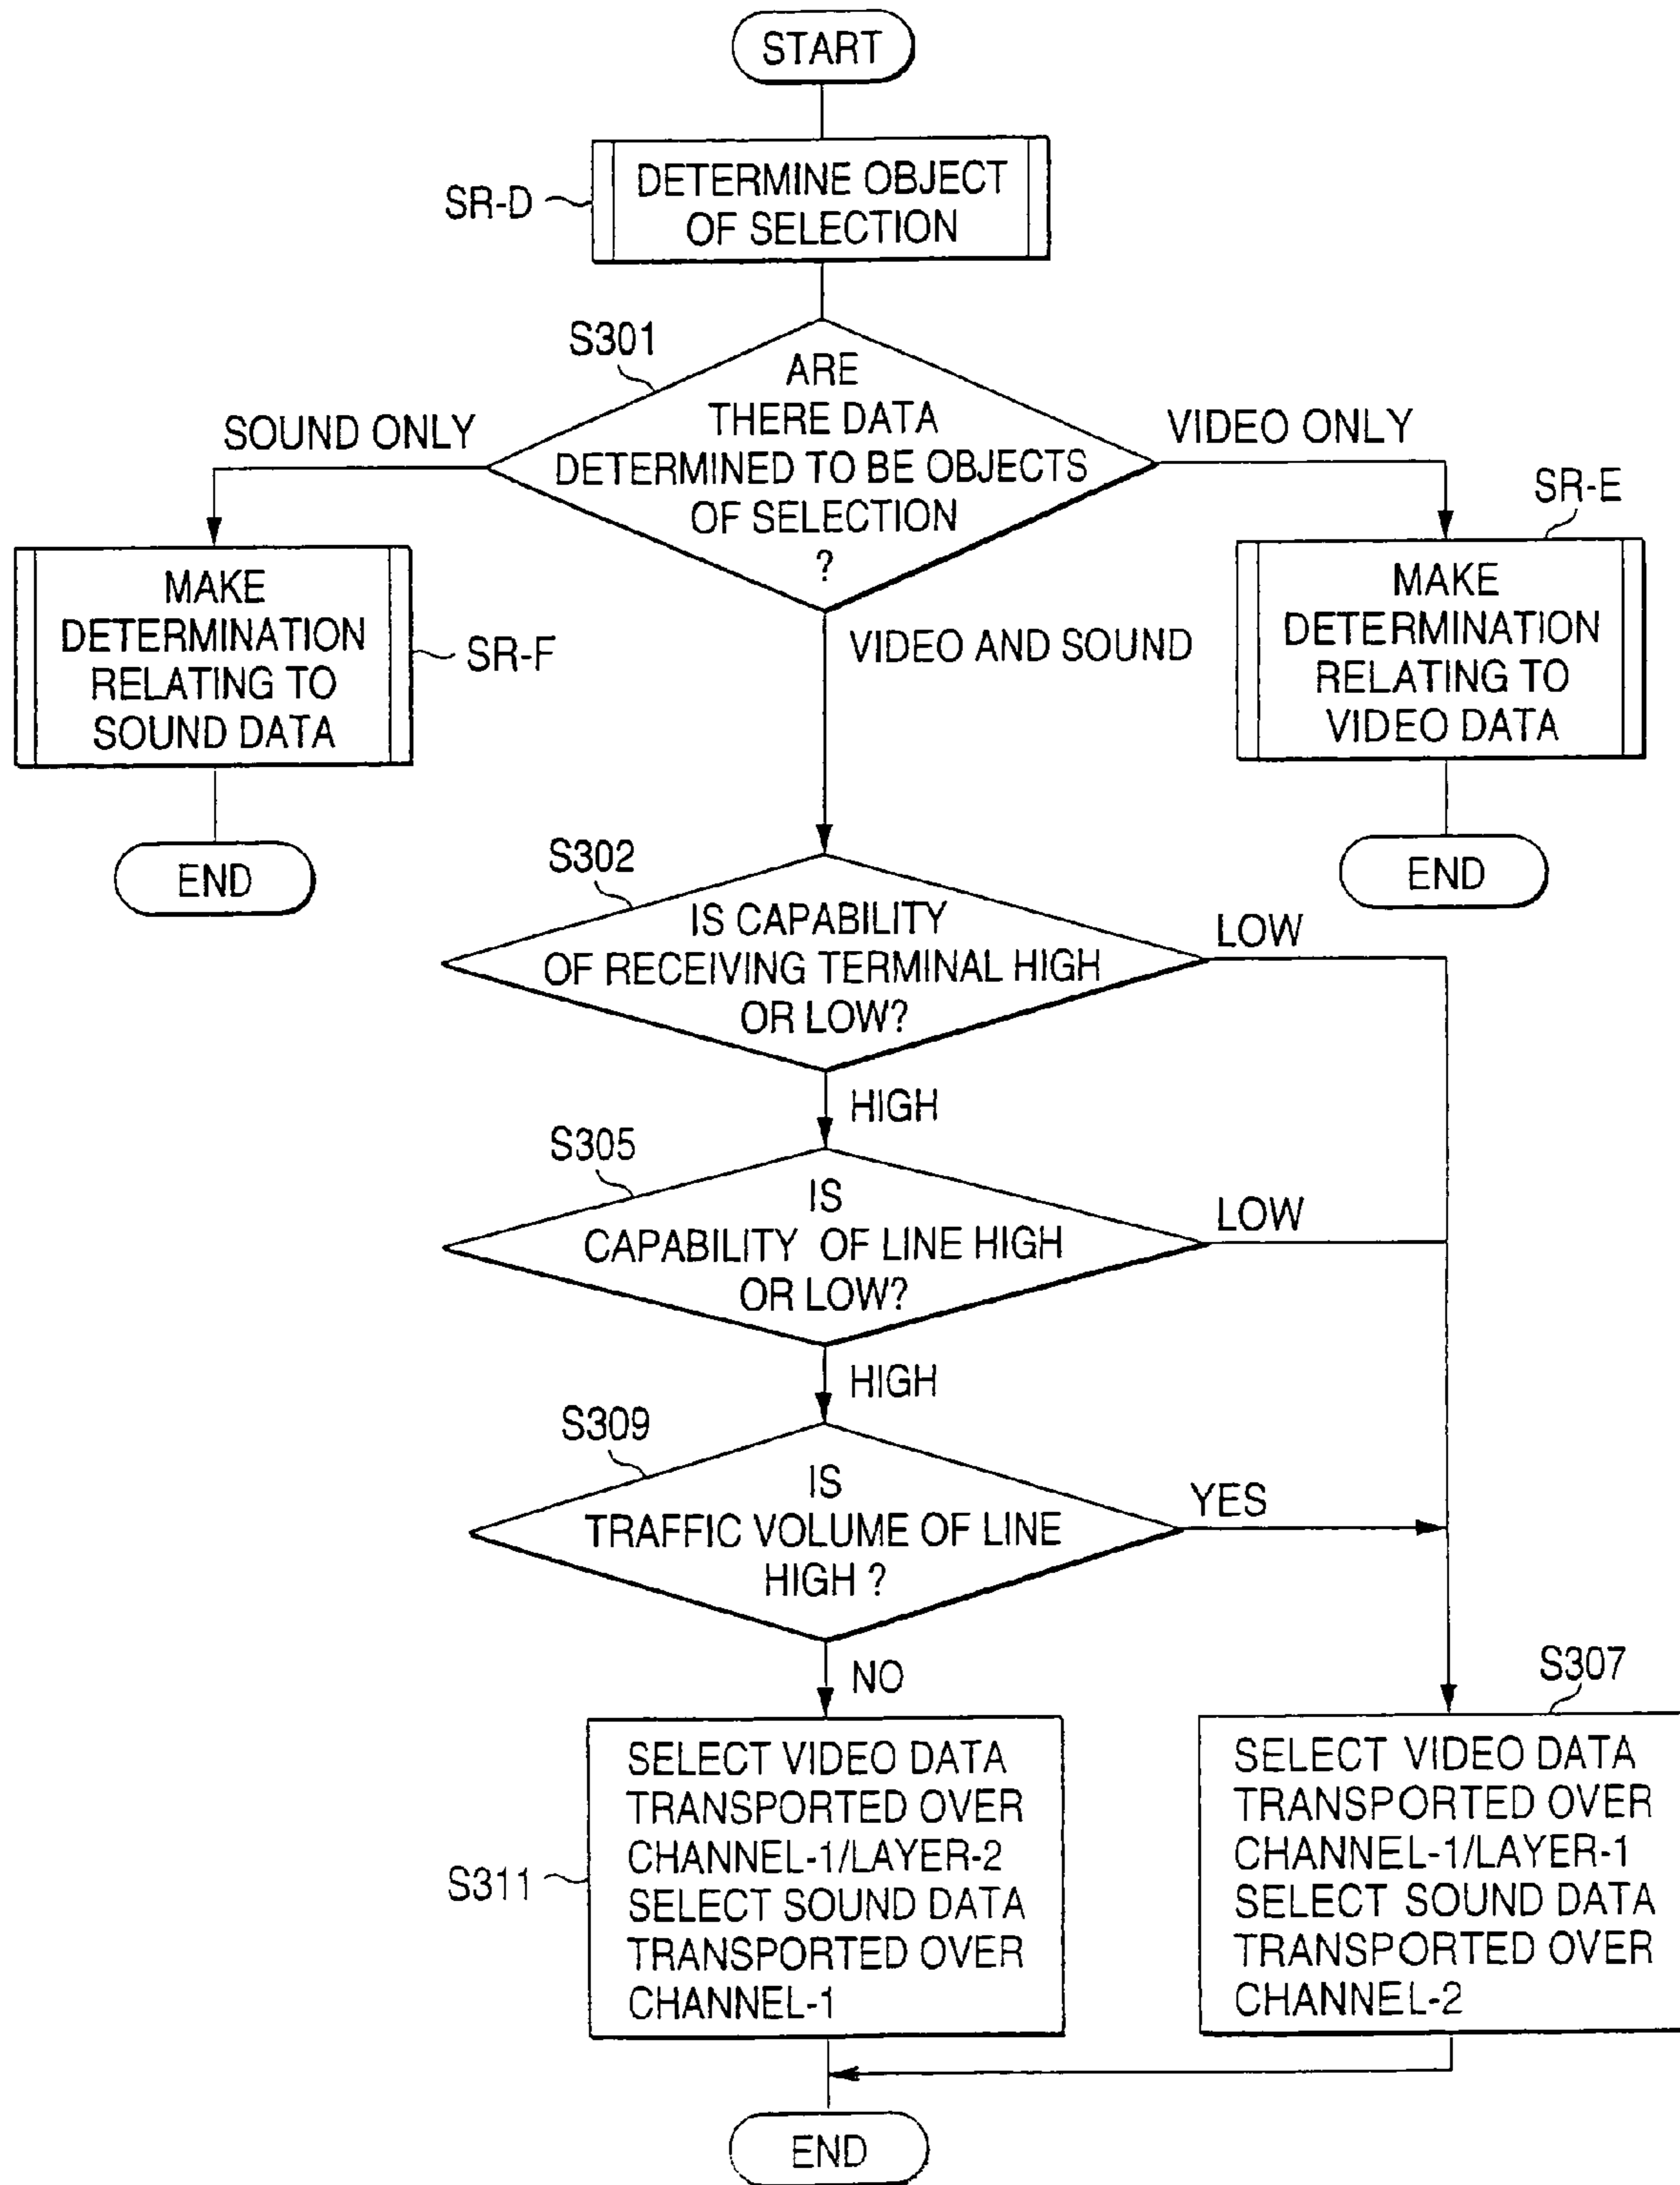 START
SR-D
DETERMINE OBJECT
OF SELECTION
S301
ARE
THERE DATA
DETERMINED TO BE OBJECTS
OF SELECTION
?
SOUND ONLY
VIDEO ONLY
SR-E
MAKE
DETERMINATION
RELATING TO
SOUND DATA
SR-F
VIDEO AND SOUND
MAKE
DETERMINATION
RELATING TO
VIDEO DATA
END
END
S302
IS CAPABILITY
OF RECEIVING TERMINAL HIGH
OR LOW?
LOW
HIGH
S305
IS
CAPABILITY OF LINE HIGH
OR LOW?
LOW
HIGH
S309
IS
TRAFFIC VOLUME OF LINE
HIGH ?
YES
NO
S311
SELECT VIDEO DATA
TRANSPORTED OVER
CHANNEL-1/LAYER-2
SELECT SOUND DATA
TRANSPORTED OVER
CHANNEL-1
S307
SELECT VIDEO DATA
TRANSPORTED OVER
CHANNEL-1/LAYER-1
SELECT SOUND DATA
TRANSPORTED OVER
CHANNEL-2
END